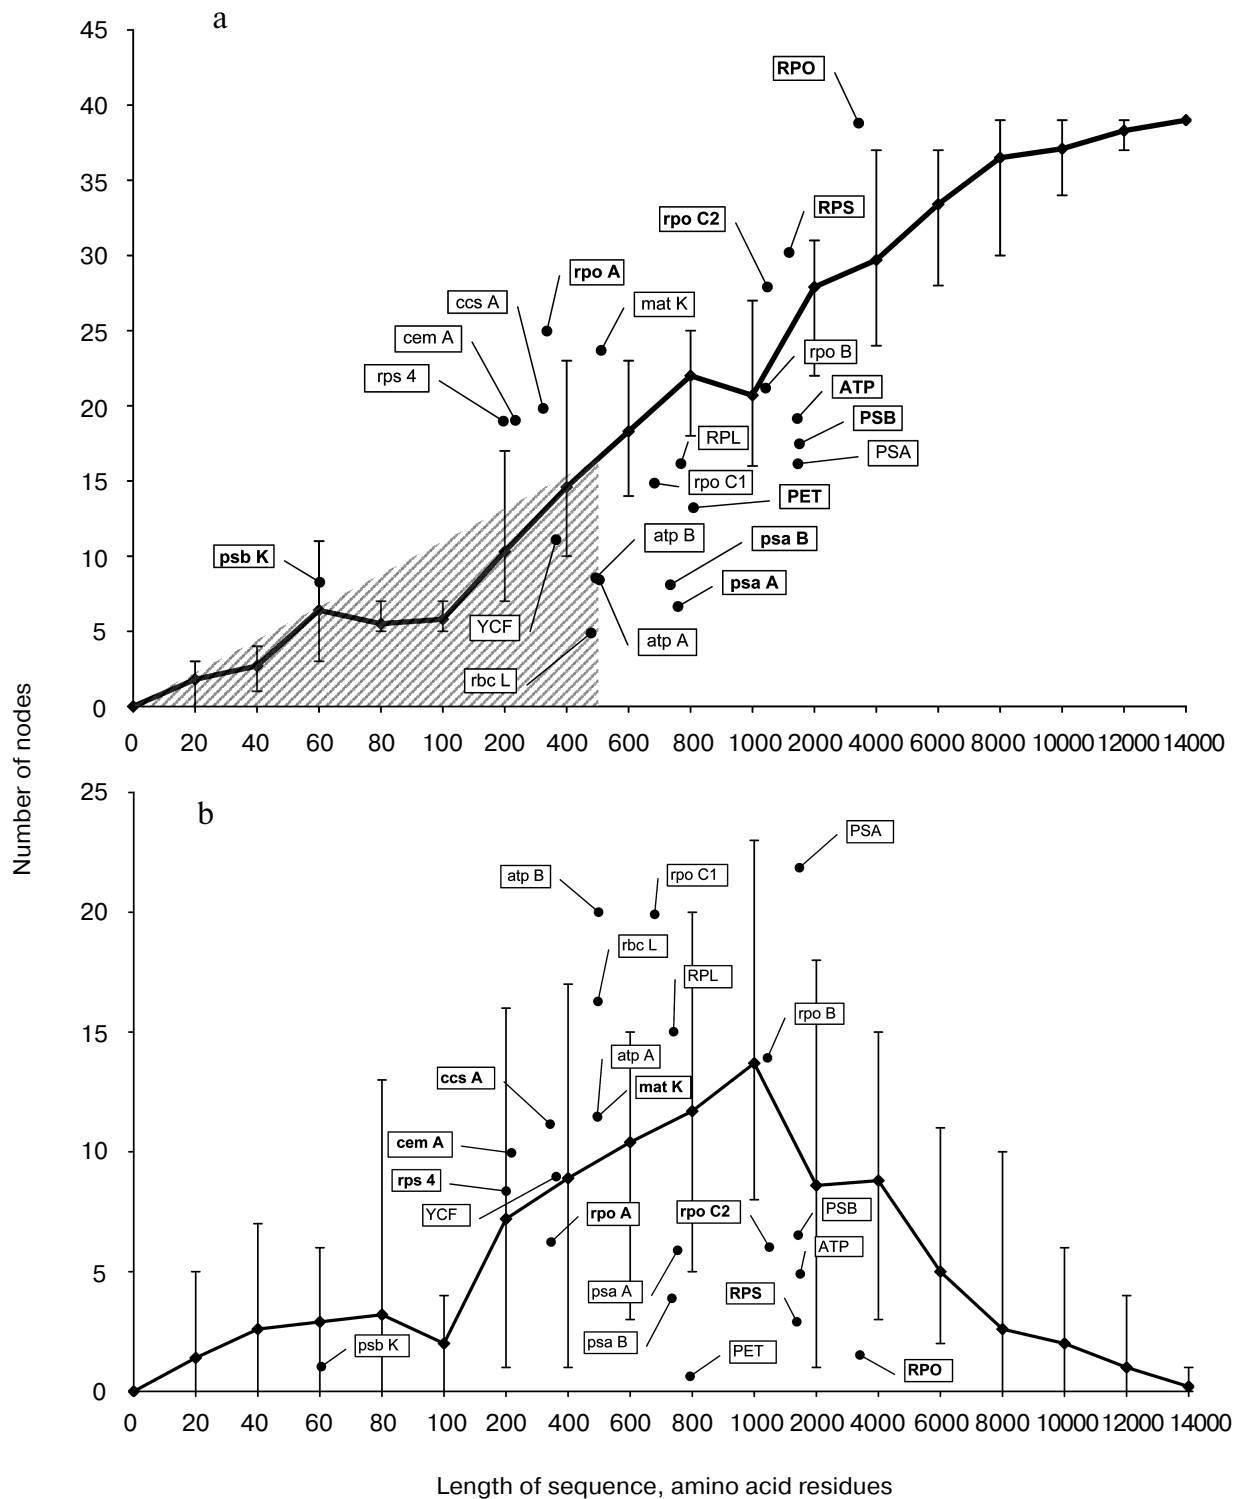 a
45
RPO
40
35
RPS
rpo C2
30
rpo A
ccs A
mat K
25
cem A
rpo B
rps 4
ATP
20
PSB
RPL
PSA
15
rpo C1
PET
atp B
psa B
10
psb K
psa A
YCF
atp A
5
rbc L
0
0 20 40 60 80 100 200 400 600 800 1000 2000 4000 6000 8000 10000 12000 14000
Number of nodes
25
b
PSA
atp B
rpo C1
20
rbc L
RPL
rpo B
15
atp A
ccs A
mat K
10
cem A
rps 4
YCF
rpo A
rpo C2
PSB
ATP
5
psa A
RPS
psa B
psb K
PET
RPO
0
0 20 40 60 80 100 200 400 600 800 1000 2000 4000 6000 8000 10000 12000 14000
Length of sequence, amino acid residues